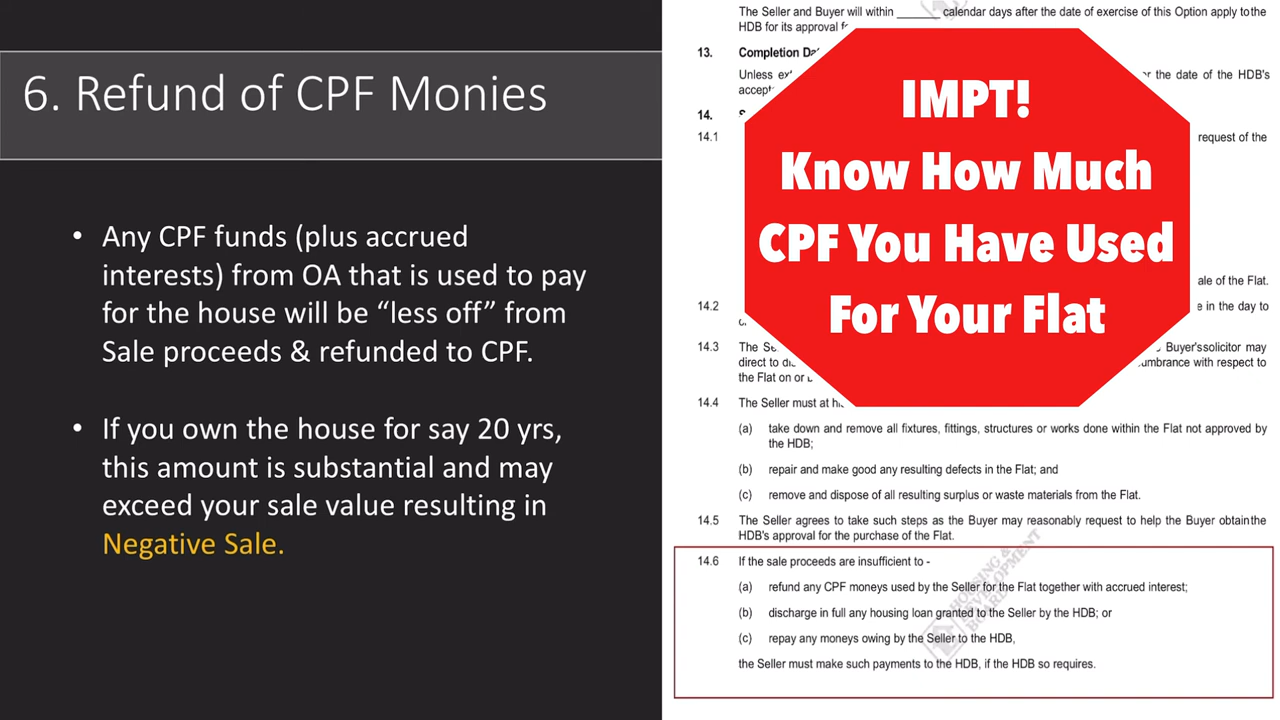 6. Refund of CPF Monies
• Any CPF funds (plus accrued
interests) from OA that is used to pay
for the house will be “less off” from
Sale proceeds & refunded to CPF.
• If you own the house for say 20 yrs,
this amount is substantial and may
exceed your sale value resulting in
Negative Sale.
IMPT!
Know How Much
CPF You Have Used
For Your Flat
The Seller and Buyer will within ______ calendar days after the date of exercise of this Option apply to the
HDB for its approval
13. Completion
Unless or the date of the HDB's
14.
14.1 request of the
ale of the Flat.
14.2 e in the day to
14.3 The Buyer'ssolicitor may
direct to umbrance with respect to
the Flat on or
14.4 The Seller must at
(a) take down and remove all fixtures, fittings, structures or works done within the Flat not approved by
the HDB;
(b) repair and make good any resulting defects in the Flat; and
(c) remove and dispose of all resulting surplus or waste materials from the Flat.
14.5 The Seller agrees to take such steps as the Buyer may reasonably request to help the Buyer obtainthe
HDB's approval for the purchase of the Flat.
14.6 If the sale proceeds are insufficient to -
(a) refund any CPF moneys used by the Seller for the Flat together with accrued interest;
(b) discharge in full any housing loan granted to the Seller by the HDB; or
(c) repay any moneys owing by the Seller to the HDB,
the Seller must make such payments to the HDB, if the HDB so requires.
HOUSING &
DEVELOPMENT
BOARD